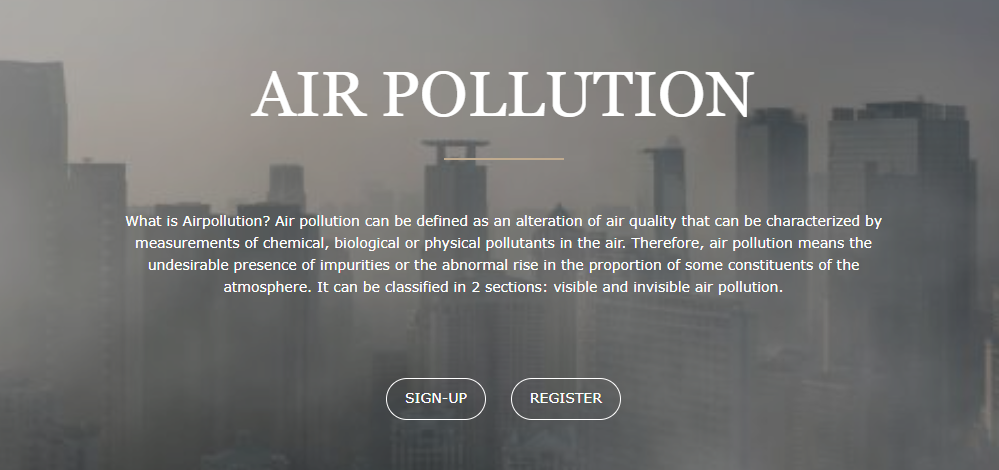 AIR POLLUTION
What is Airpollution? Air pollution can be defined as an alteration of air quality that can be characterized by
measurements of chemical, biological or physical pollutants in the air. Therefore, air pollution means the
undesirable presence of impurities or the abnormal rise in the proportion of some constituents of the
atmosphere. It can be classified in 2 sections: visible and invisible air pollution.
SIGN-UP
REGISTER